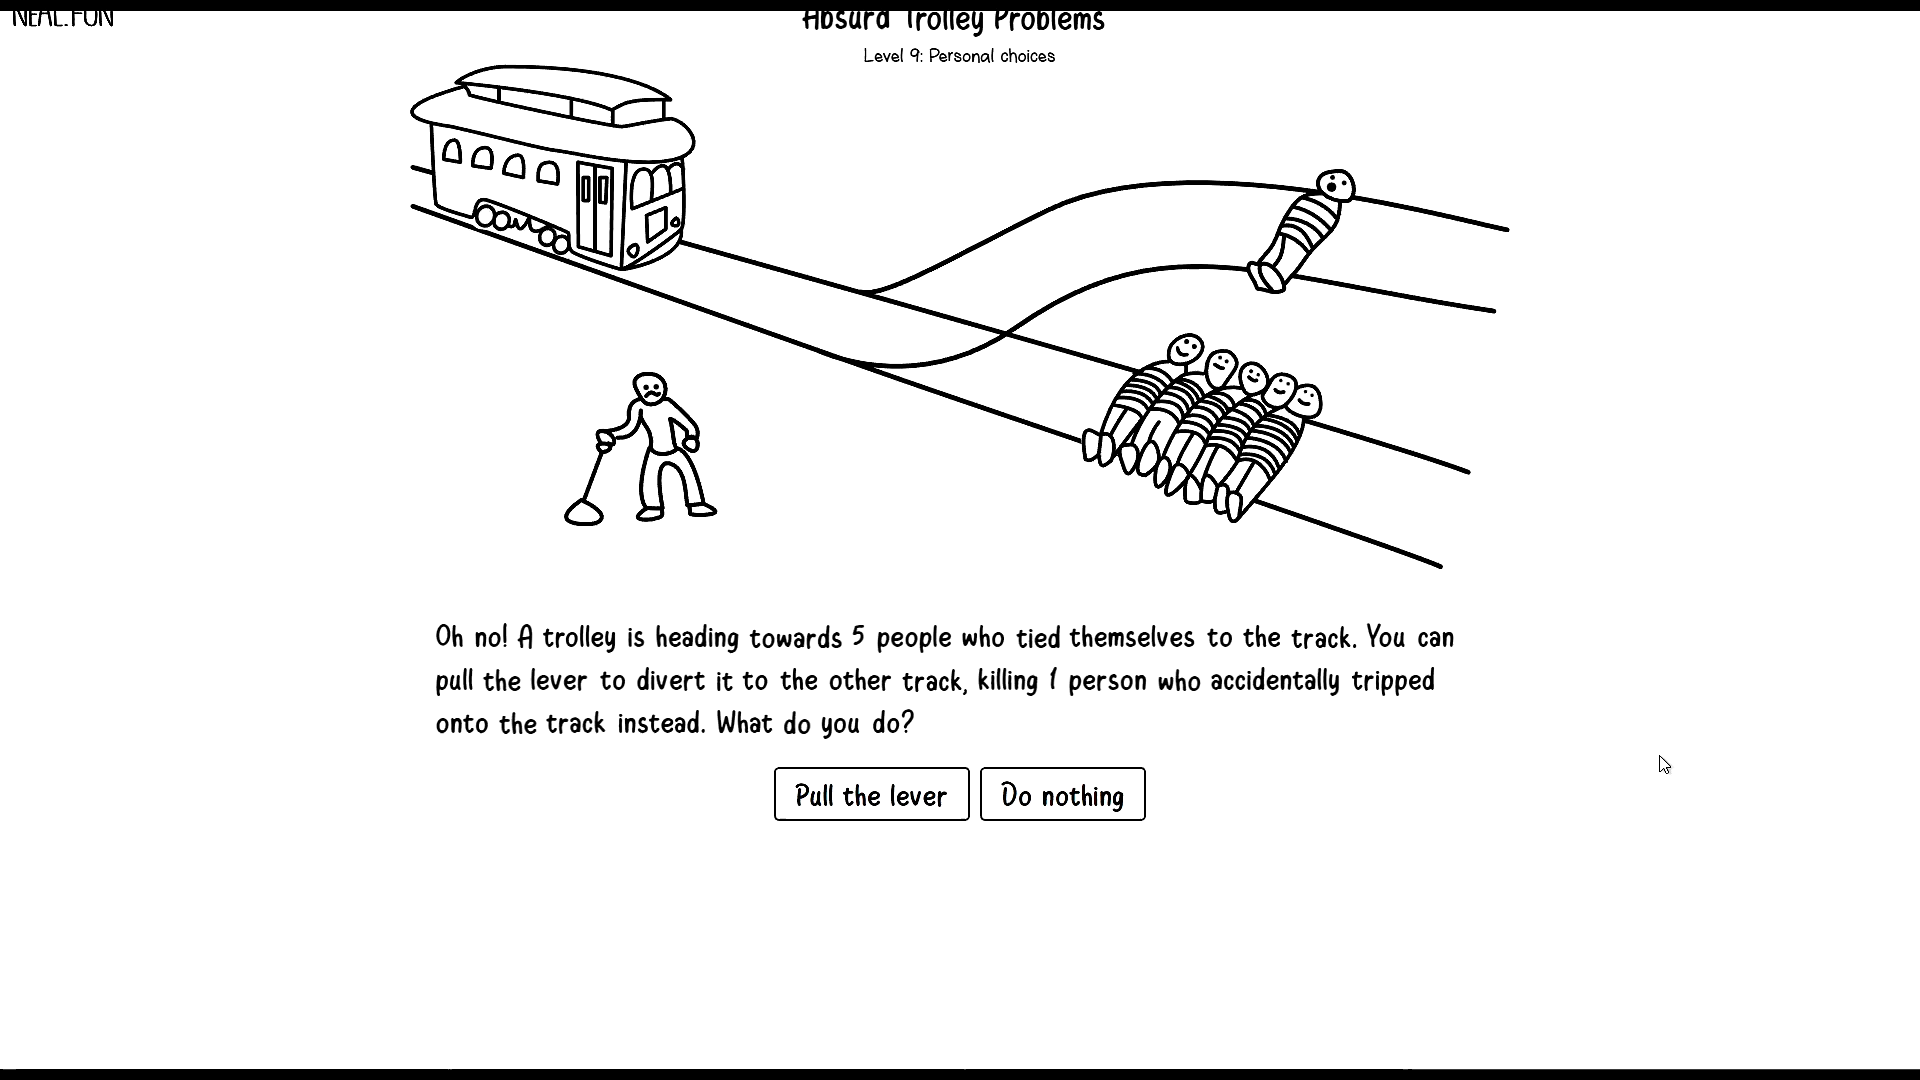 NEAL.FUN
Absurd Trolley Problems
Level 9: Personal choices
Oh no! A trolley is heading towards 5 people who tied themselves to the track. You can
pull the lever to divert it to the other track, killing 1 person who accidentally tripped
onto the track instead. What do you do?
Pull the lever
Do nothing